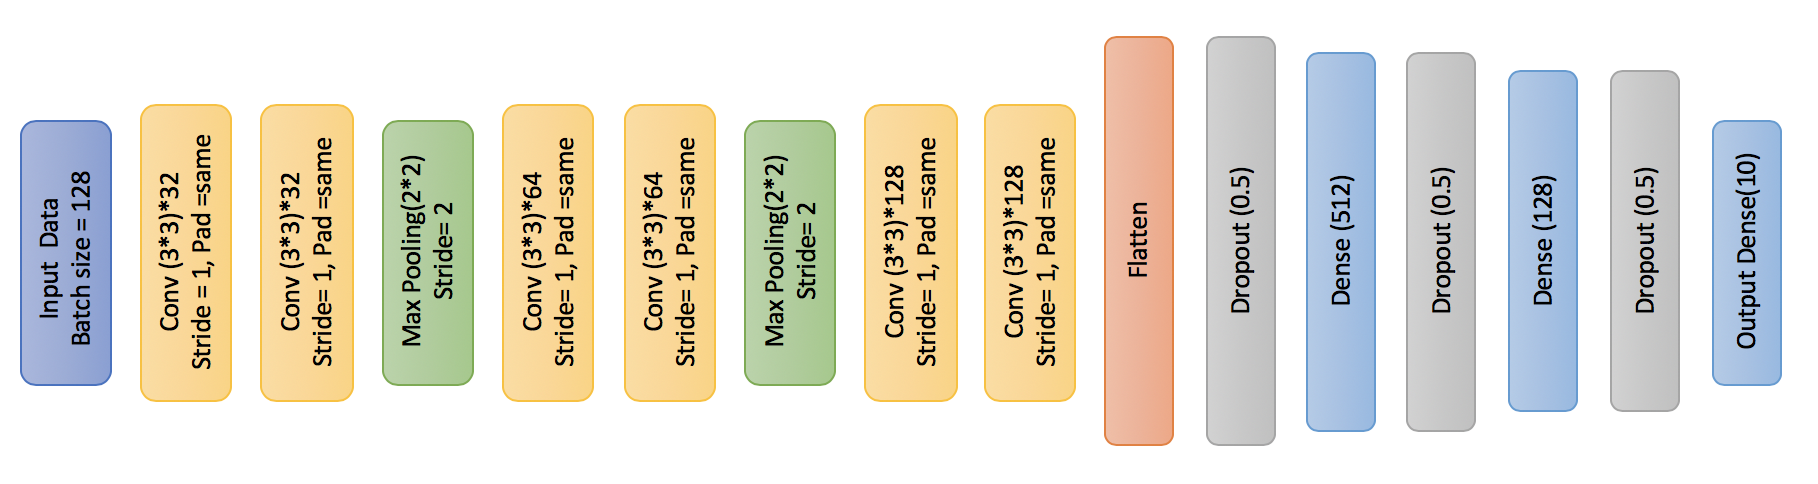 Input  Data
Batch size = 128
Conv (3*3)*32
Stride = 1, Pad =same
Conv (3*3)*32
Stride= 1, Pad =same
Max Pooling(2*2)
Stride= 2
Conv (3*3)*64
Stride= 1, Pad =same
Conv (3*3)*64
Stride= 1, Pad =same
Max Pooling(2*2)
Stride= 2
Conv (3*3)*128
Stride= 1, Pad =same
Conv (3*3)*128
Stride= 1, Pad =same
Flatten
Dropout (0.5)
Dense (512)
Dropout (0.5)
Dense (128)
Dropout (0.5)
Output Dense(10)